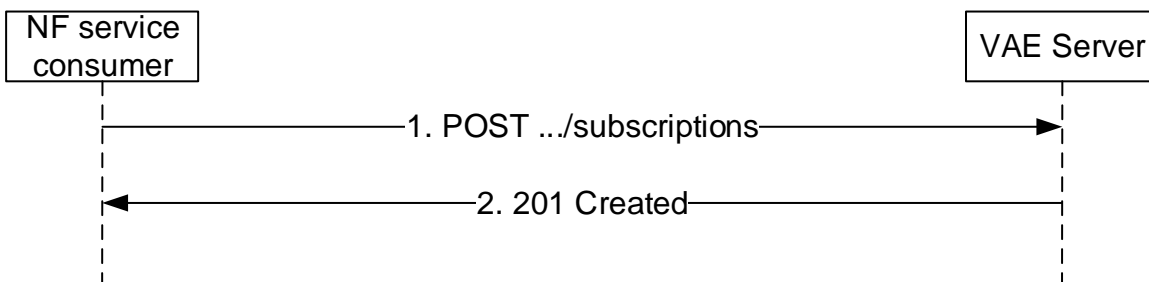 NF service
consumer
VAE Server
1. POST .../subscriptions
2. 201 Created